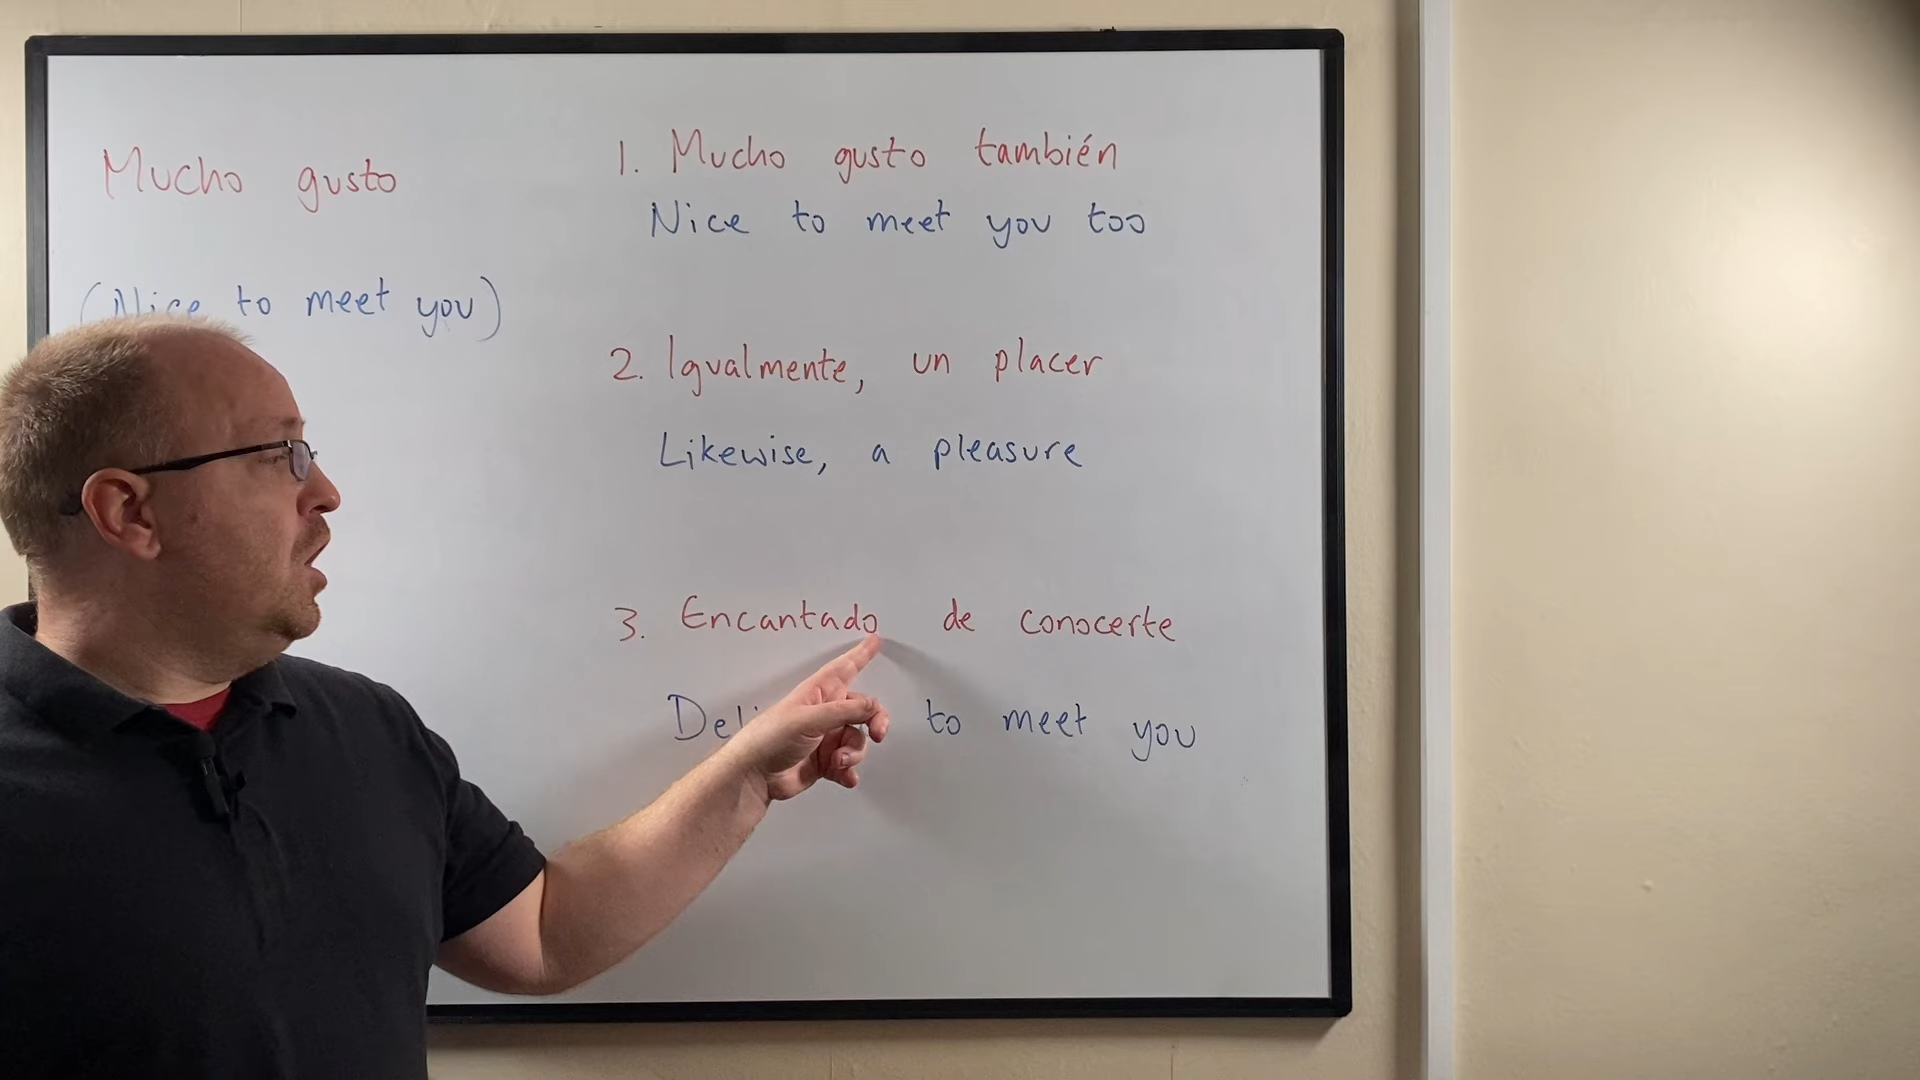 Mucho gusto
(Nice to meet you)
1. Mucho gusto también
Nice to meet you too
2. Igualmente, un placer
Likewise, a pleasure
3. Encantado de conocerte
to meet you